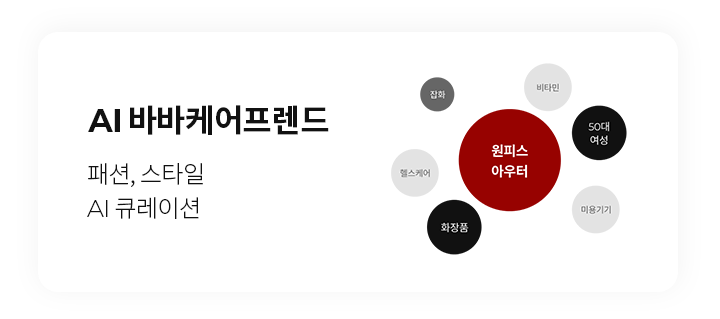 AI 바바케어프렌드
패션, 스타일
AI 큐레이션
잡화
비타민
50대
여성
원피스
아우터
헬스케어
미용기기
화장품